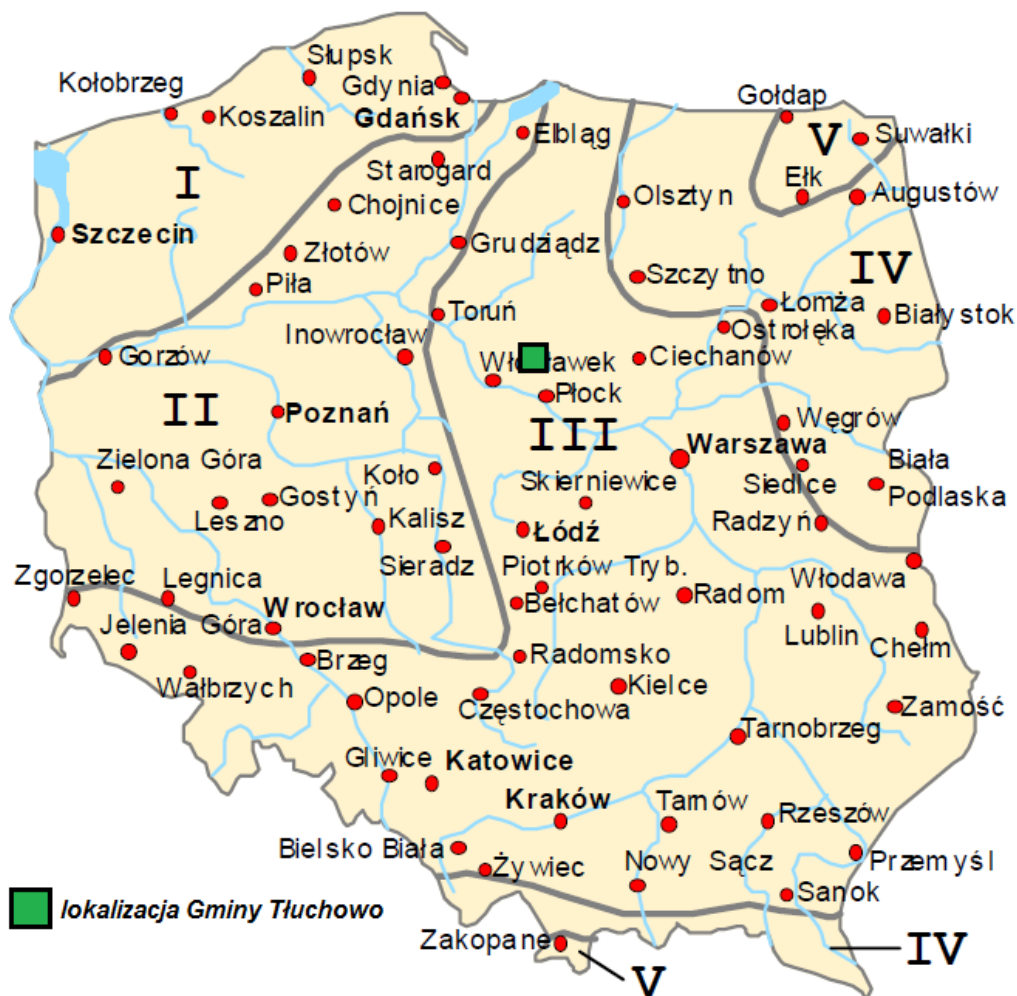 Słupsk
Kołobrzeg
Gdynia
Koszalin
Gdańsk
Elbląg
Gołdap
V
Suwałki
Starogard
I
Ełk
Chojnice
Olsztyn
Augustów
Szczecin
Złotów
Grudziądz
Piła
Szczytno
IV
Łomża
Toruń
Białystok
Inowrocław
Ostrołęka
Gorzów
Ciechanów
Płock
II
Poznań
III
Węgrów
Warszawa
Zielona Góra
Koło
Skierniewice
Siedlce
Biała
Podlaska
Gostyń
Leszno
Kalisz
Łódź
Radzyń
Sieradz
Piotrków Tryb.
Zgorzelec
Legnica
Włodawa
Wrocław
Bełchatów
Radom
Jelenia Góra
Lublin
Chełm
Radomsko
Brzeg
Wałbrzych
Kielce
Opole
Częstochowa
Zamość
Tarnobrzeg
Gliwice
Katowice
Kraków
Tarnów
Rzeszów
Bielsko Biała
Żywiec
Nowy Sącz
Przemyśl
Sanok
lokalizacja Gminy Tłuchowo
Zakopane
IV
V